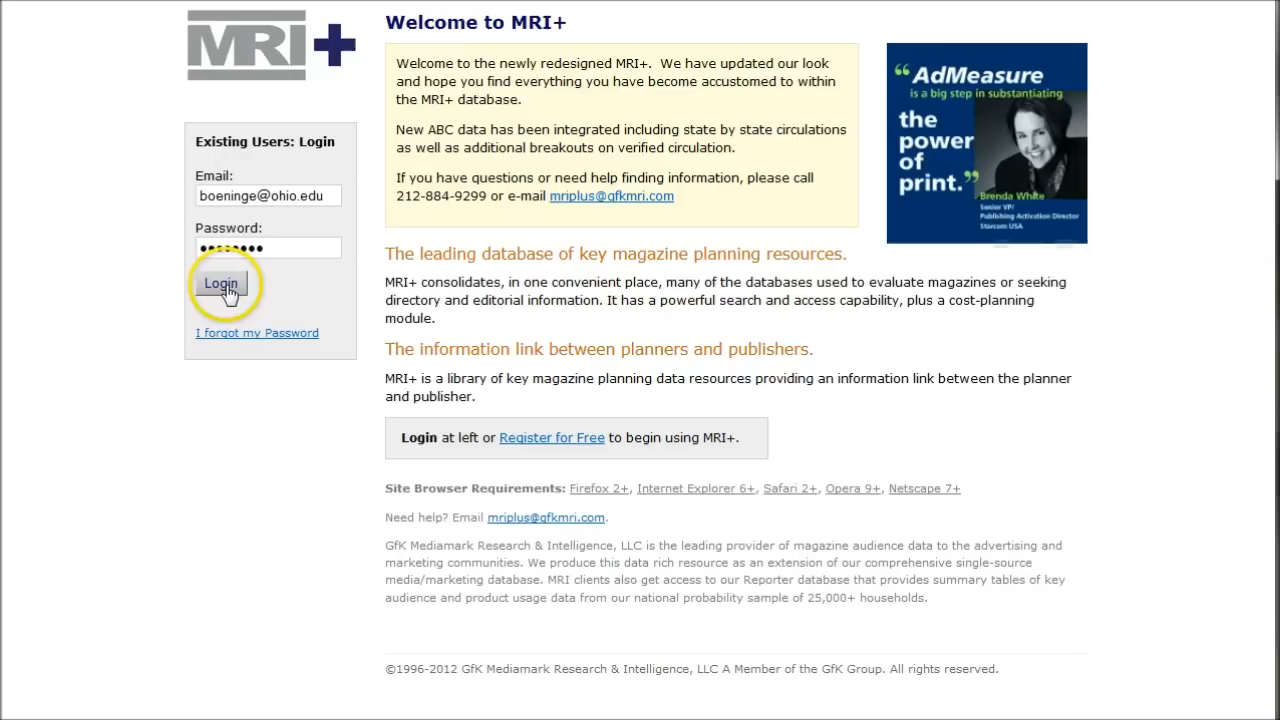 MRI+
Existing Users: Login
Email:
boeninge@ohio.edu
Password:
●●●●●●●●
Login
I forgot my Password
Welcome to MRI+
Welcome to the newly redesigned MRI+. We have updated our look
and hope you find everything you have become accustomed to within
the MRI+ database.
New ABC data has been integrated including state by state circulations
as well as additional breakouts on verified circulation.
If you have questions or need help finding information, please call
212-884-9299 or e-mail mriplus@gfkmri.com
“AdMeasure
is a big step in substantiating
the
power
of
print.”
Brenda White
Senior VP/
Publishing Activation Director
Starcom USA
The leading database of key magazine planning resources.
MRI+ consolidates, in one convenient place, many of the databases used to evaluate magazines or seeking
directory and editorial information. It has a powerful search and access capability, plus a cost-planning
module.
The information link between planners and publishers.
MRI+ is a library of key magazine planning data resources providing an information link between the planner
and publisher.
Login at left or Register for Free to begin using MRI+.
Site Browser Requirements: Firefox 2+, Internet Explorer 6+, Safari 2+, Opera 9+, Netscape 7+
Need help? Email mriplus@gfkmri.com.
GfK Mediamark Research & Intelligence, LLC is the leading provider of magazine audience data to the advertising and
marketing communities. We produce this data rich resource as an extension of our comprehensive single-source
media/marketing database. MRI clients also get access to our Reporter database that provides summary tables of key
audience and product usage data from our national probability sample of 25,000+ households.
©1996-2012 GfK Mediamark Research & Intelligence, LLC A Member of the GfK Group. All rights reserved.